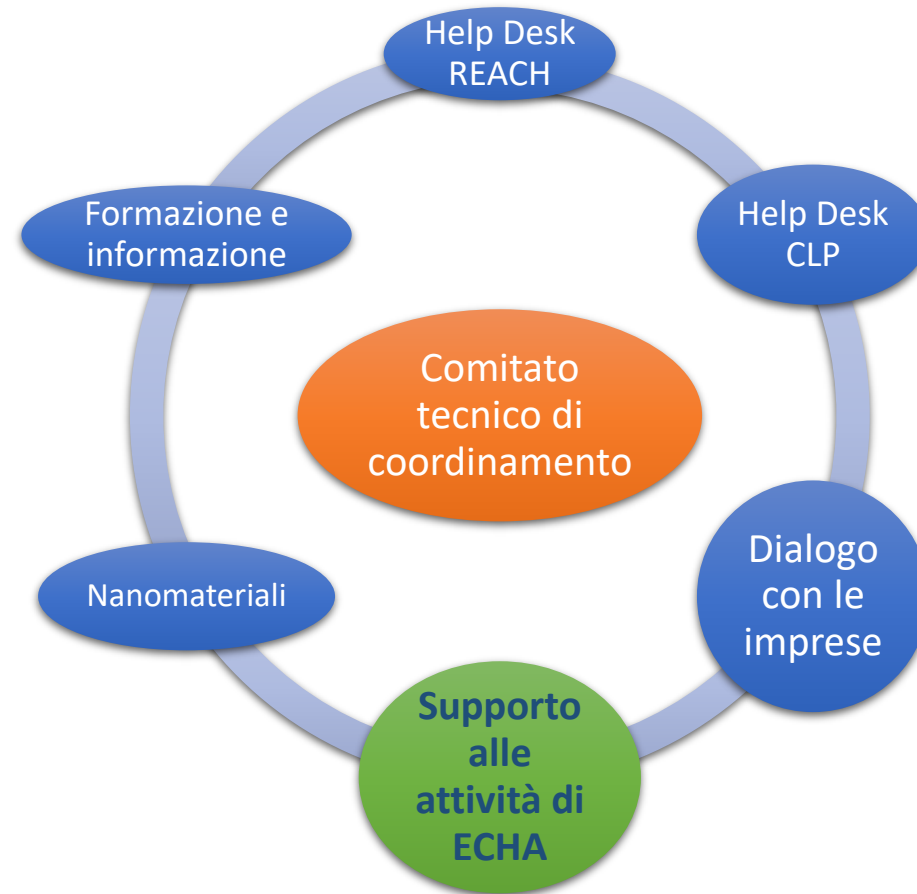 Help Desk
REACH
Help Desk
CLP
Dialogo
con le
imprese
Supporto
alle
attività di
ECHA
Nanomateriali
Formazione e
informazione
Comitato
tecnico di
coordinamento